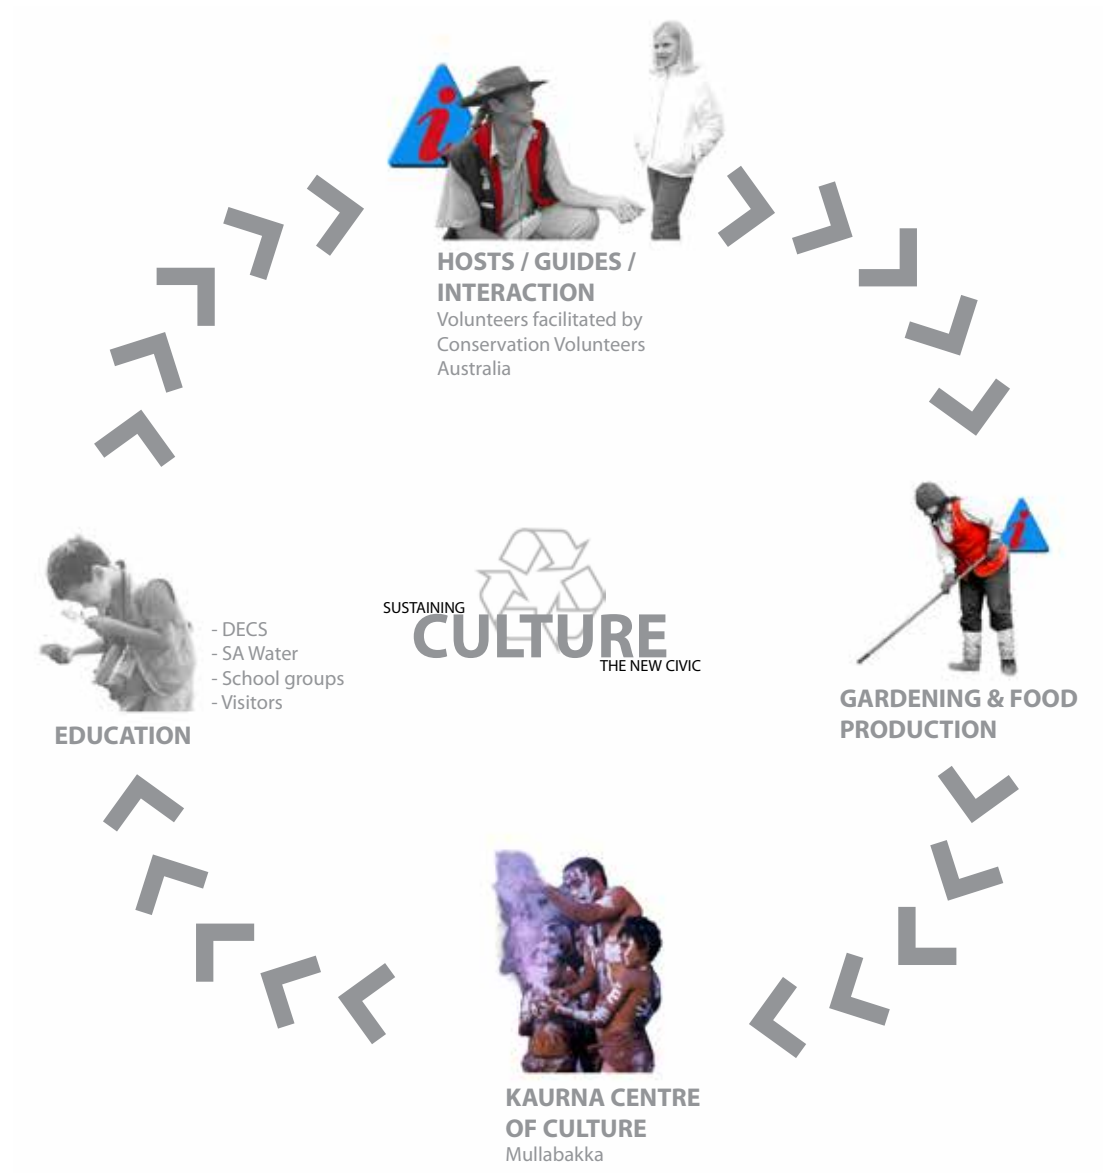 i
HOSTS / GUIDES /
INTERACTION
Volunteers facilitated by
Conservation Volunteers
Australia
i
GARDENING & FOOD
PRODUCTION
SUSTAINING
CULTURE
THE NEW CIVIC
- DECS
- SA Water
- School groups
- Visitors
EDUCATION
KAURNA CENTRE
OF CULTURE
Mullabakka